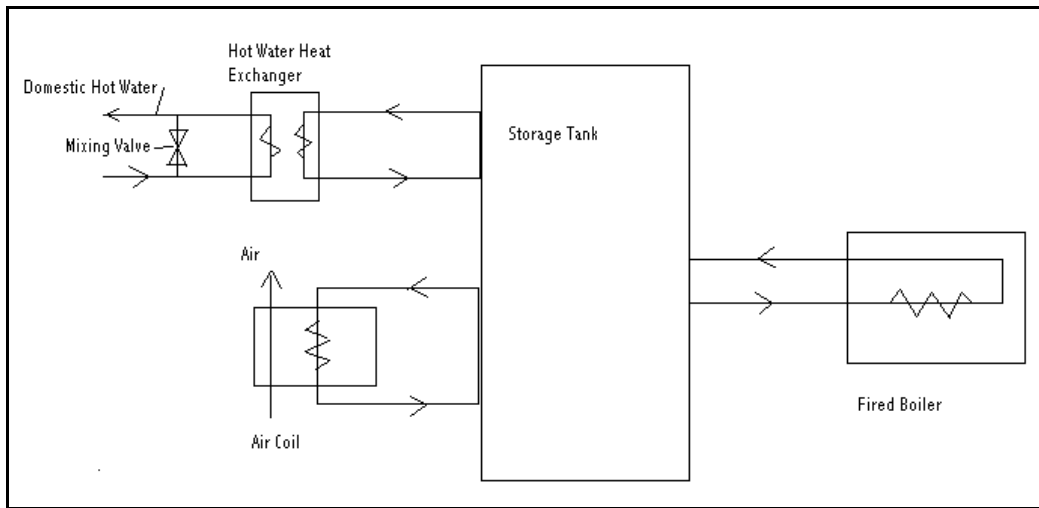 Hot Water Heat
Exchanger
Domestic Hot Water
Storage Tank
Mixing Valve
Air
Air Coil
Fired Boiler